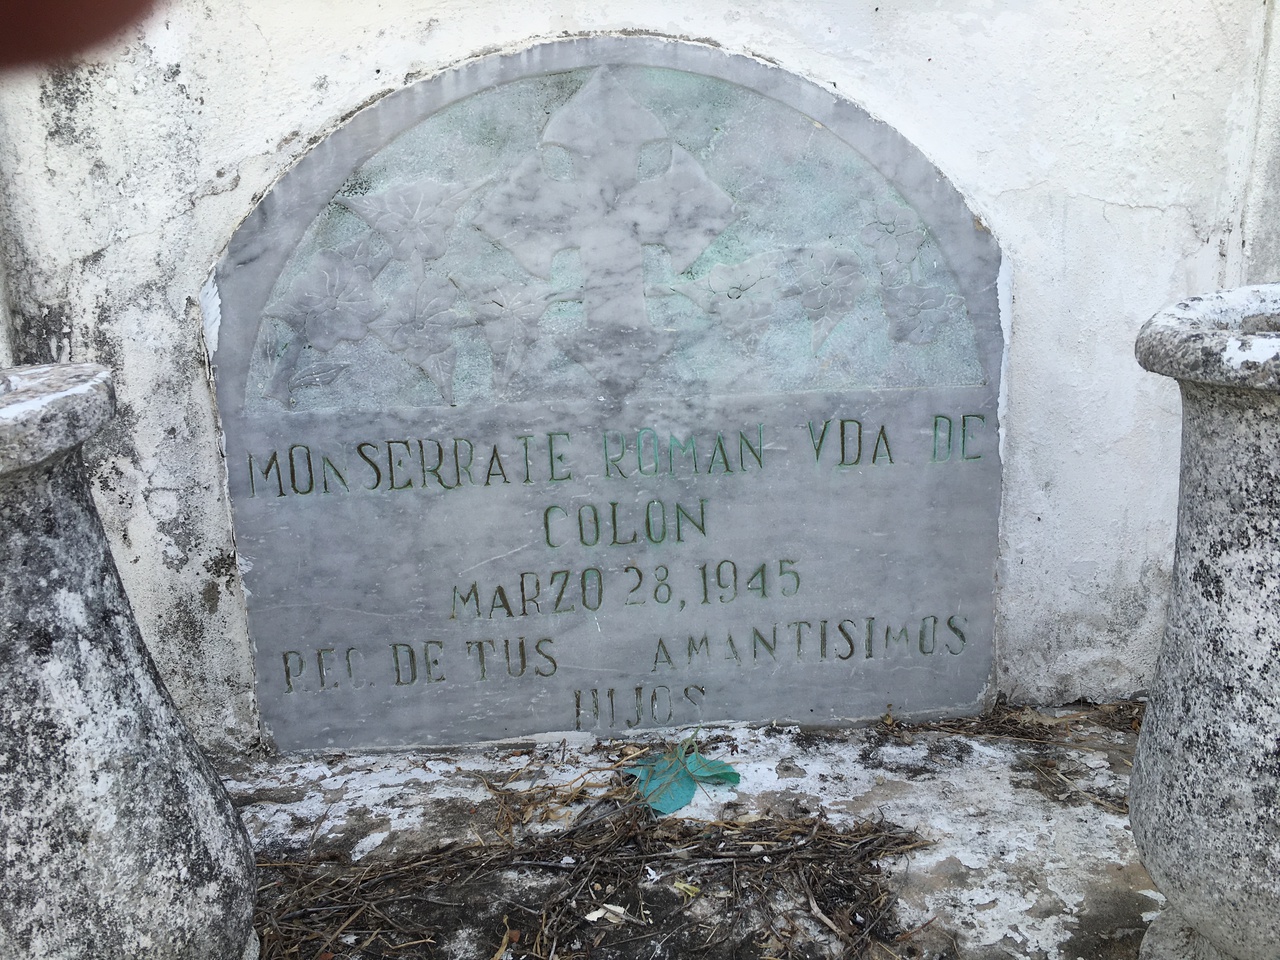 MONSERRATE ROMAN VDA DE
COLON
MARZO 28, 1945
REC. DE TUS AMANTISIMOS
HIJOS